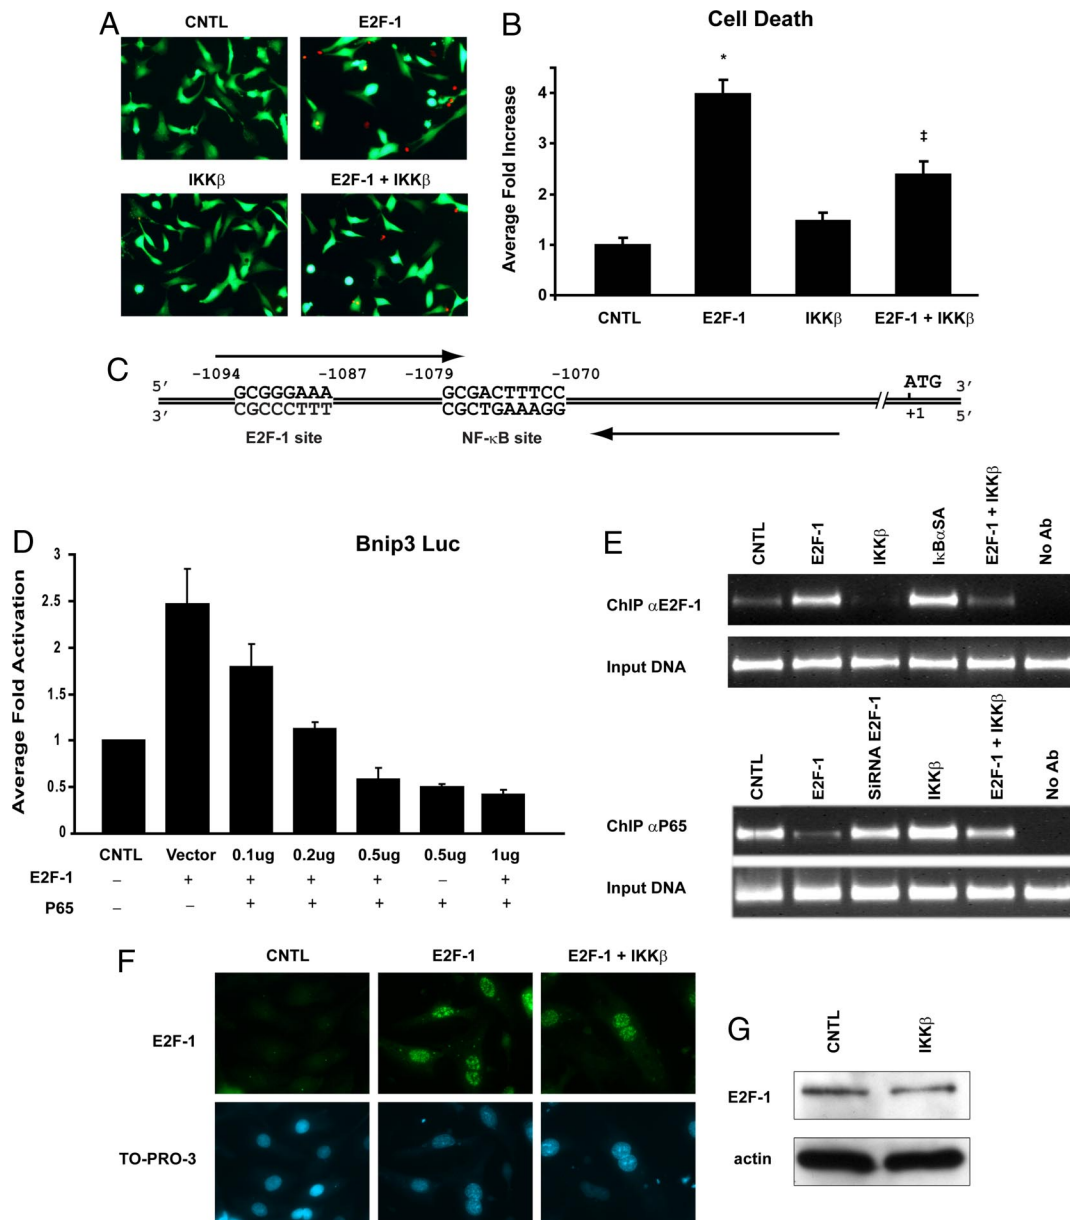 A
CNTL
E2F-1
IKKβ
E2F-1 + IKKβ
B
Cell Death
Average Fold Increase
4
3
2
1
0
*
‡
CNTL
E2F-1
IKKβ
E2F-1 + IKKβ
C
-1094
-1087
-1079
-1070
ATG
5′
GCGGGAAA
GCGACTTTCC
3′
3′
CGCCCTTT
CGCTGAAAGG
+1
5′
E2F-1 site
NF-κB site
D
Bnip3 Luc
Average Fold Activation
3
2.5
2
1.5
1
0.5
0
CNTL
Vector
0.1ug
0.2ug
0.5ug
0.5ug
1ug
E2F-1
– + + + + – +
P65
– – + + + + +
E
CNTL
E2F-1
IKKβ
IκBαSA
E2F-1 + IKKβ
No Ab
ChIP αE2F-1
Input DNA
CNTL
E2F-1
SiRNA E2F-1
IKKβ
E2F-1 + IKKβ
No Ab
ChIP αP65
Input DNA
F
CNTL
E2F-1
E2F-1 + IKKβ
E2F-1
TO-PRO-3
G
CNTL
IKKβ
E2F-1
actin